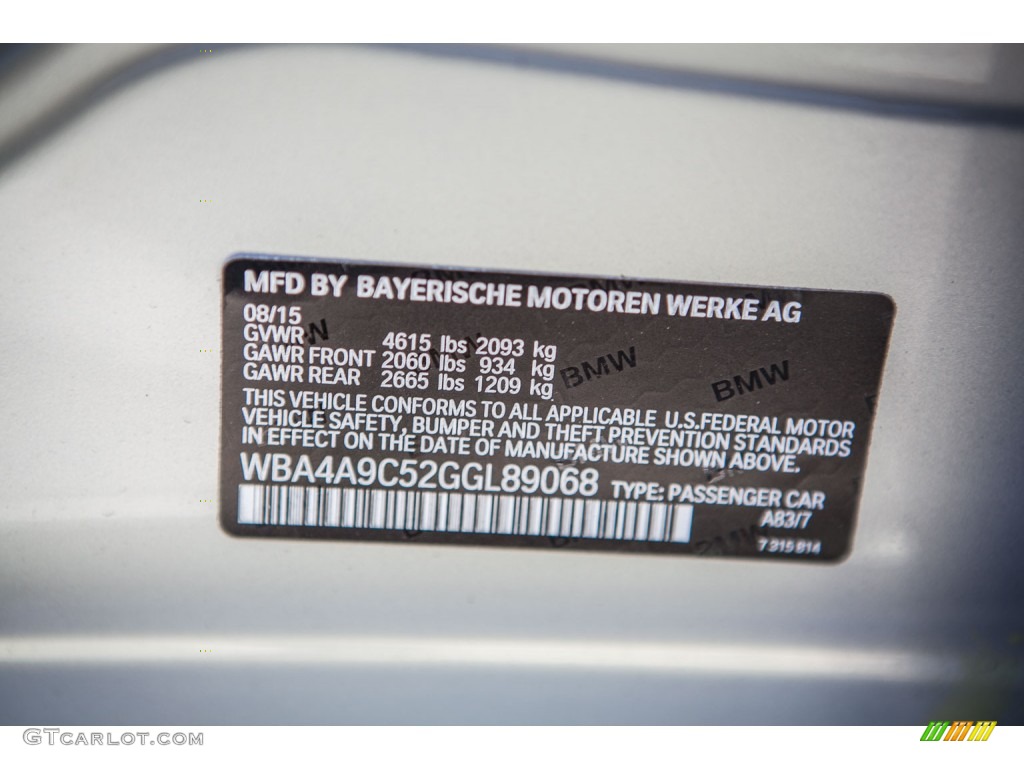 MFD BY BAYERISCHE MOTOREN WERKE AG
08/15
GVWR 4615 lbs 2093 kg
GAWR FRONT 2060 lbs 934 kg
GAWR REAR 2665 lbs 1209 kg
BMW BMW
THIS VEHICLE CONFORMS TO ALL APPLICABLE U.S.FEDERAL MOTOR
VEHICLE SAFETY, BUMPER AND THEFT PREVENTION STANDARDS
IN EFFECT ON THE DATE OF MANUFACTURE SHOWN ABOVE.
WBA4A9C52GGL89068 TYPE: PASSENGER CAR
A83/7
7 315 814
GTCARLOT.COM